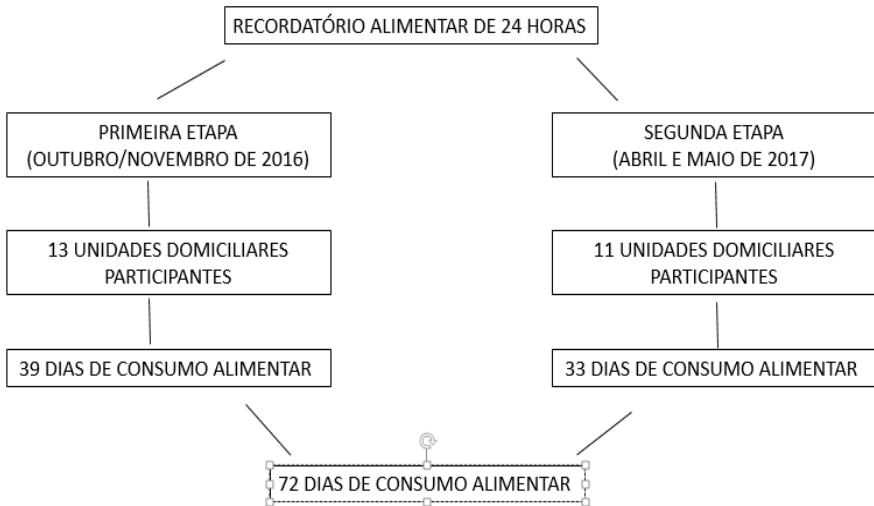 RECORDATÓRIO ALIMENTAR DE 24 HORAS
PRIMEIRA ETAPA
(OUTUBRO/NOVEMBRO DE 2016)
SEGUNDA ETAPA
(ABRIL E MAIO DE 2017)
13 UNIDADES DOMICILIARES
PARTICIPANTES
11 UNIDADES DOMICILIARES
PARTICIPANTES
39 DIAS DE CONSUMO ALIMENTAR
33 DIAS DE CONSUMO ALIMENTAR
72 DIAS DE CONSUMO ALIMENTAR